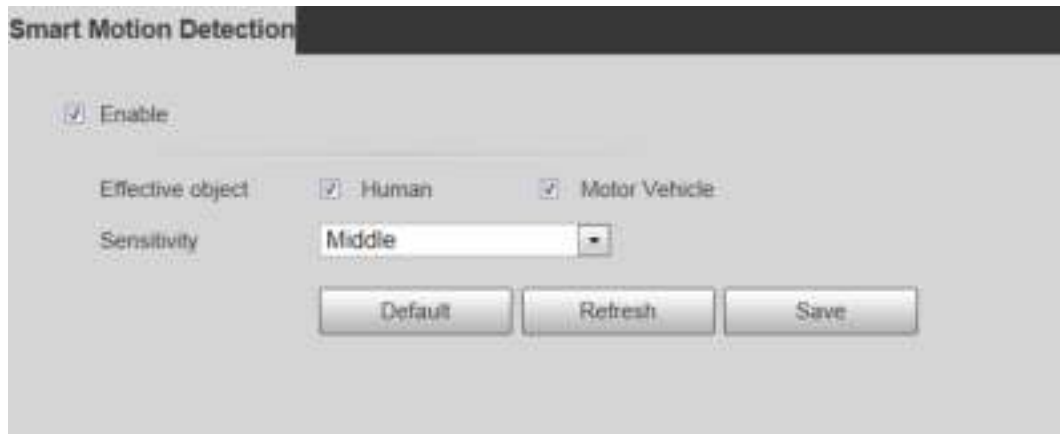 Smart Motion Detection
Enable
Effective object Human Motor Vehicle
Sensitivity Middle
Default Refresh Save